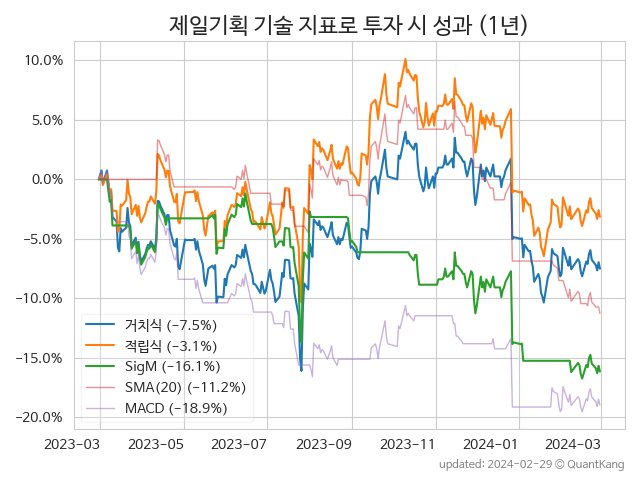 제일기획 기술 지표로 투자 시 성과 (1년)
10.0%
5.0%
0.0%
−5.0%
−10.0%
−15.0%
−20.0%
거치식 (−7.5%)
적립식 (−3.1%)
SigM (−16.1%)
SMA(20) (−11.2%)
MACD (−18.9%)
2023-03 2023-05 2023-07 2023-09 2023-11 2024-01 2024-03
updated: 2024-02-29 © QuantKang